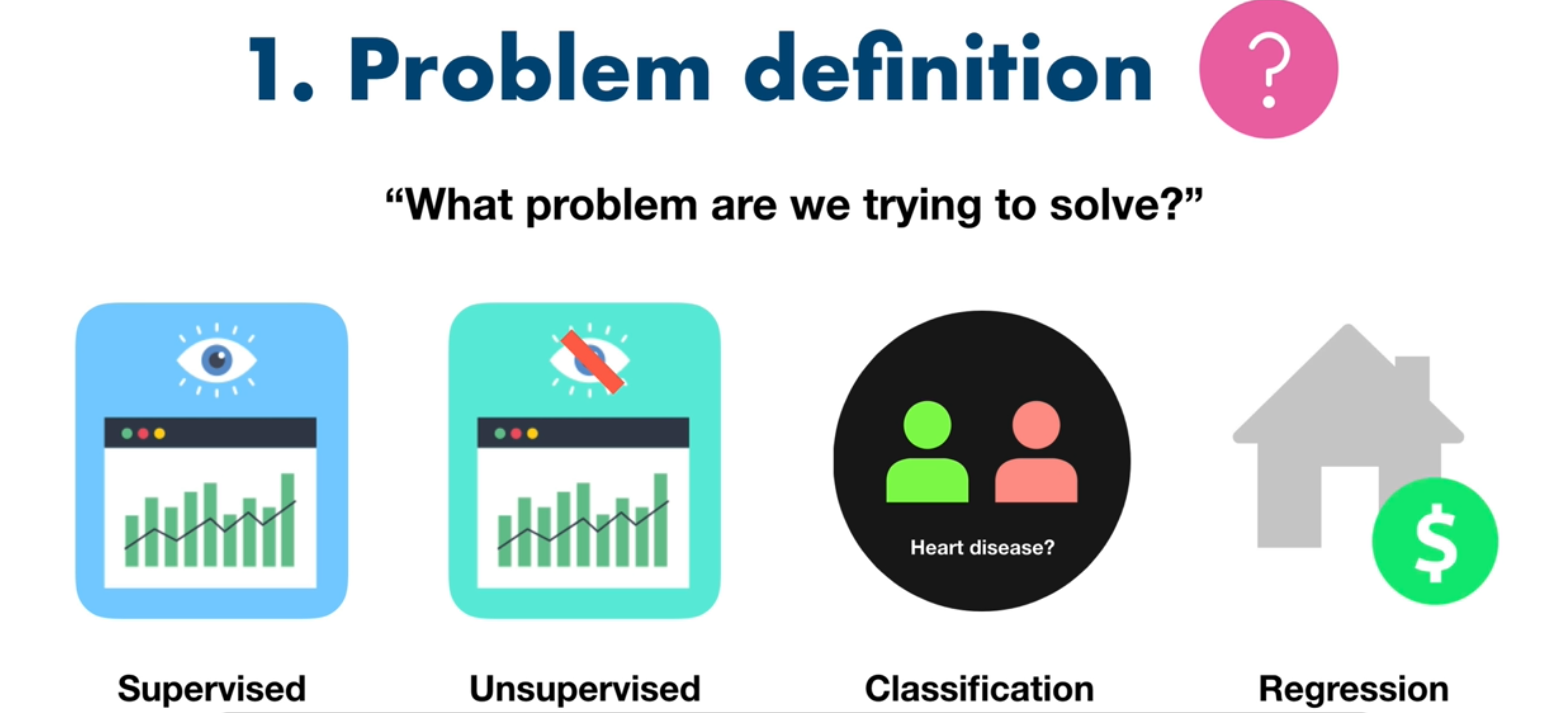 1. Problem definition ?
“What problem are we trying to solve?”
Heart disease?
$
Supervised
Unsupervised
Classification
Regression